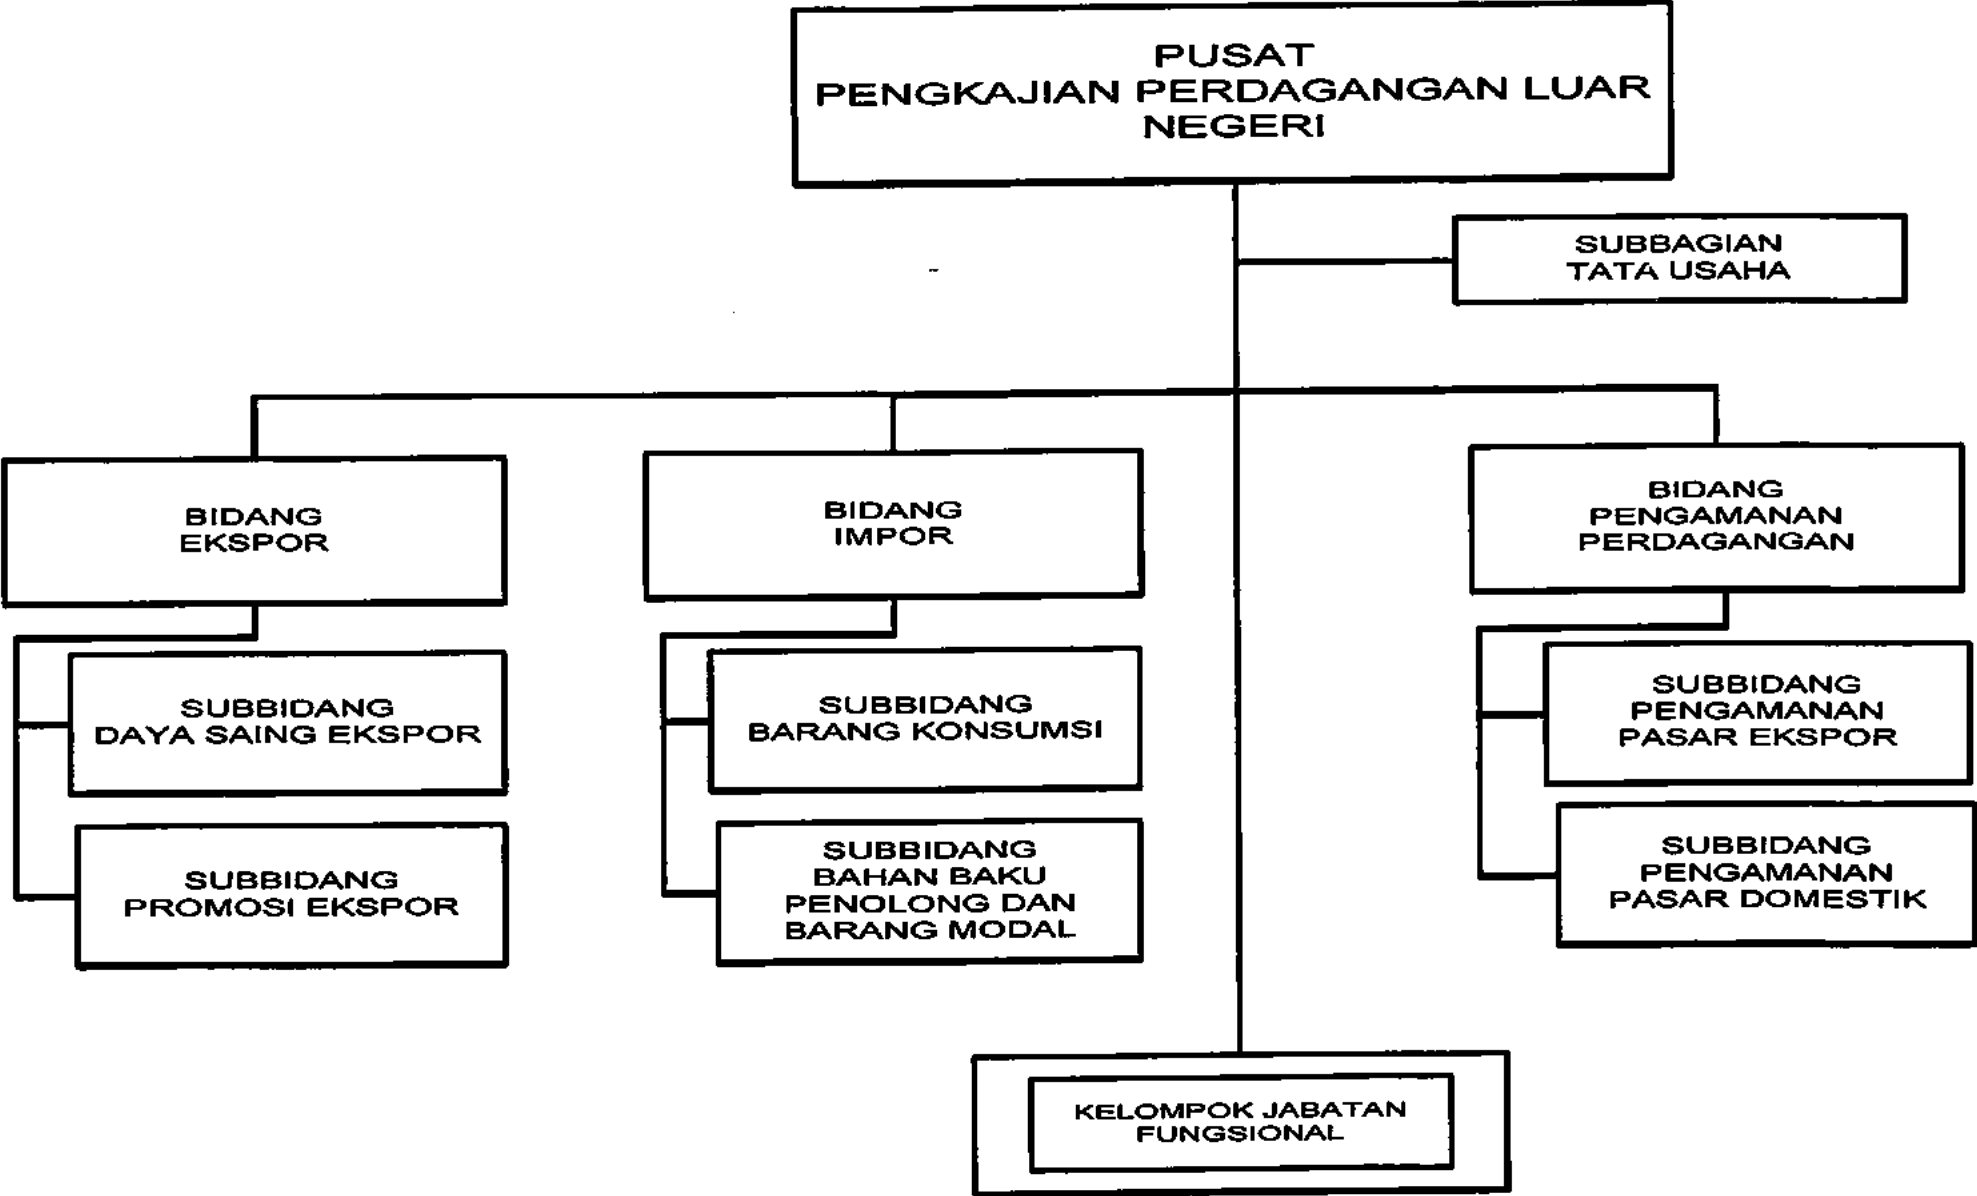 PUSAT
PENGKAJIAN PERDAGANGAN LUAR
NEGERI
SUBBAGIAN
TATA USAHA
BIDANG
EKSPOR
BIDANG
IMPOR
BIDANG
PENGAMANAN
PERDAGANGAN
SUBBIDANG
DAYA SAING EKSPOR
SUBBIDANG
PROMOSI EKSPOR
SUBBIDANG
BARANG KONSUMSI
SUBBIDANG
BAHAN BAKU
PENOLONG DAN
BARANG MODAL
SUBBIDANG
PENGAMANAN
PASAR EKSPOR
SUBBIDANG
PENGAMANAN
PASAR DOMESTIK
KELOMPOK JABATAN
FUNGSIONAL